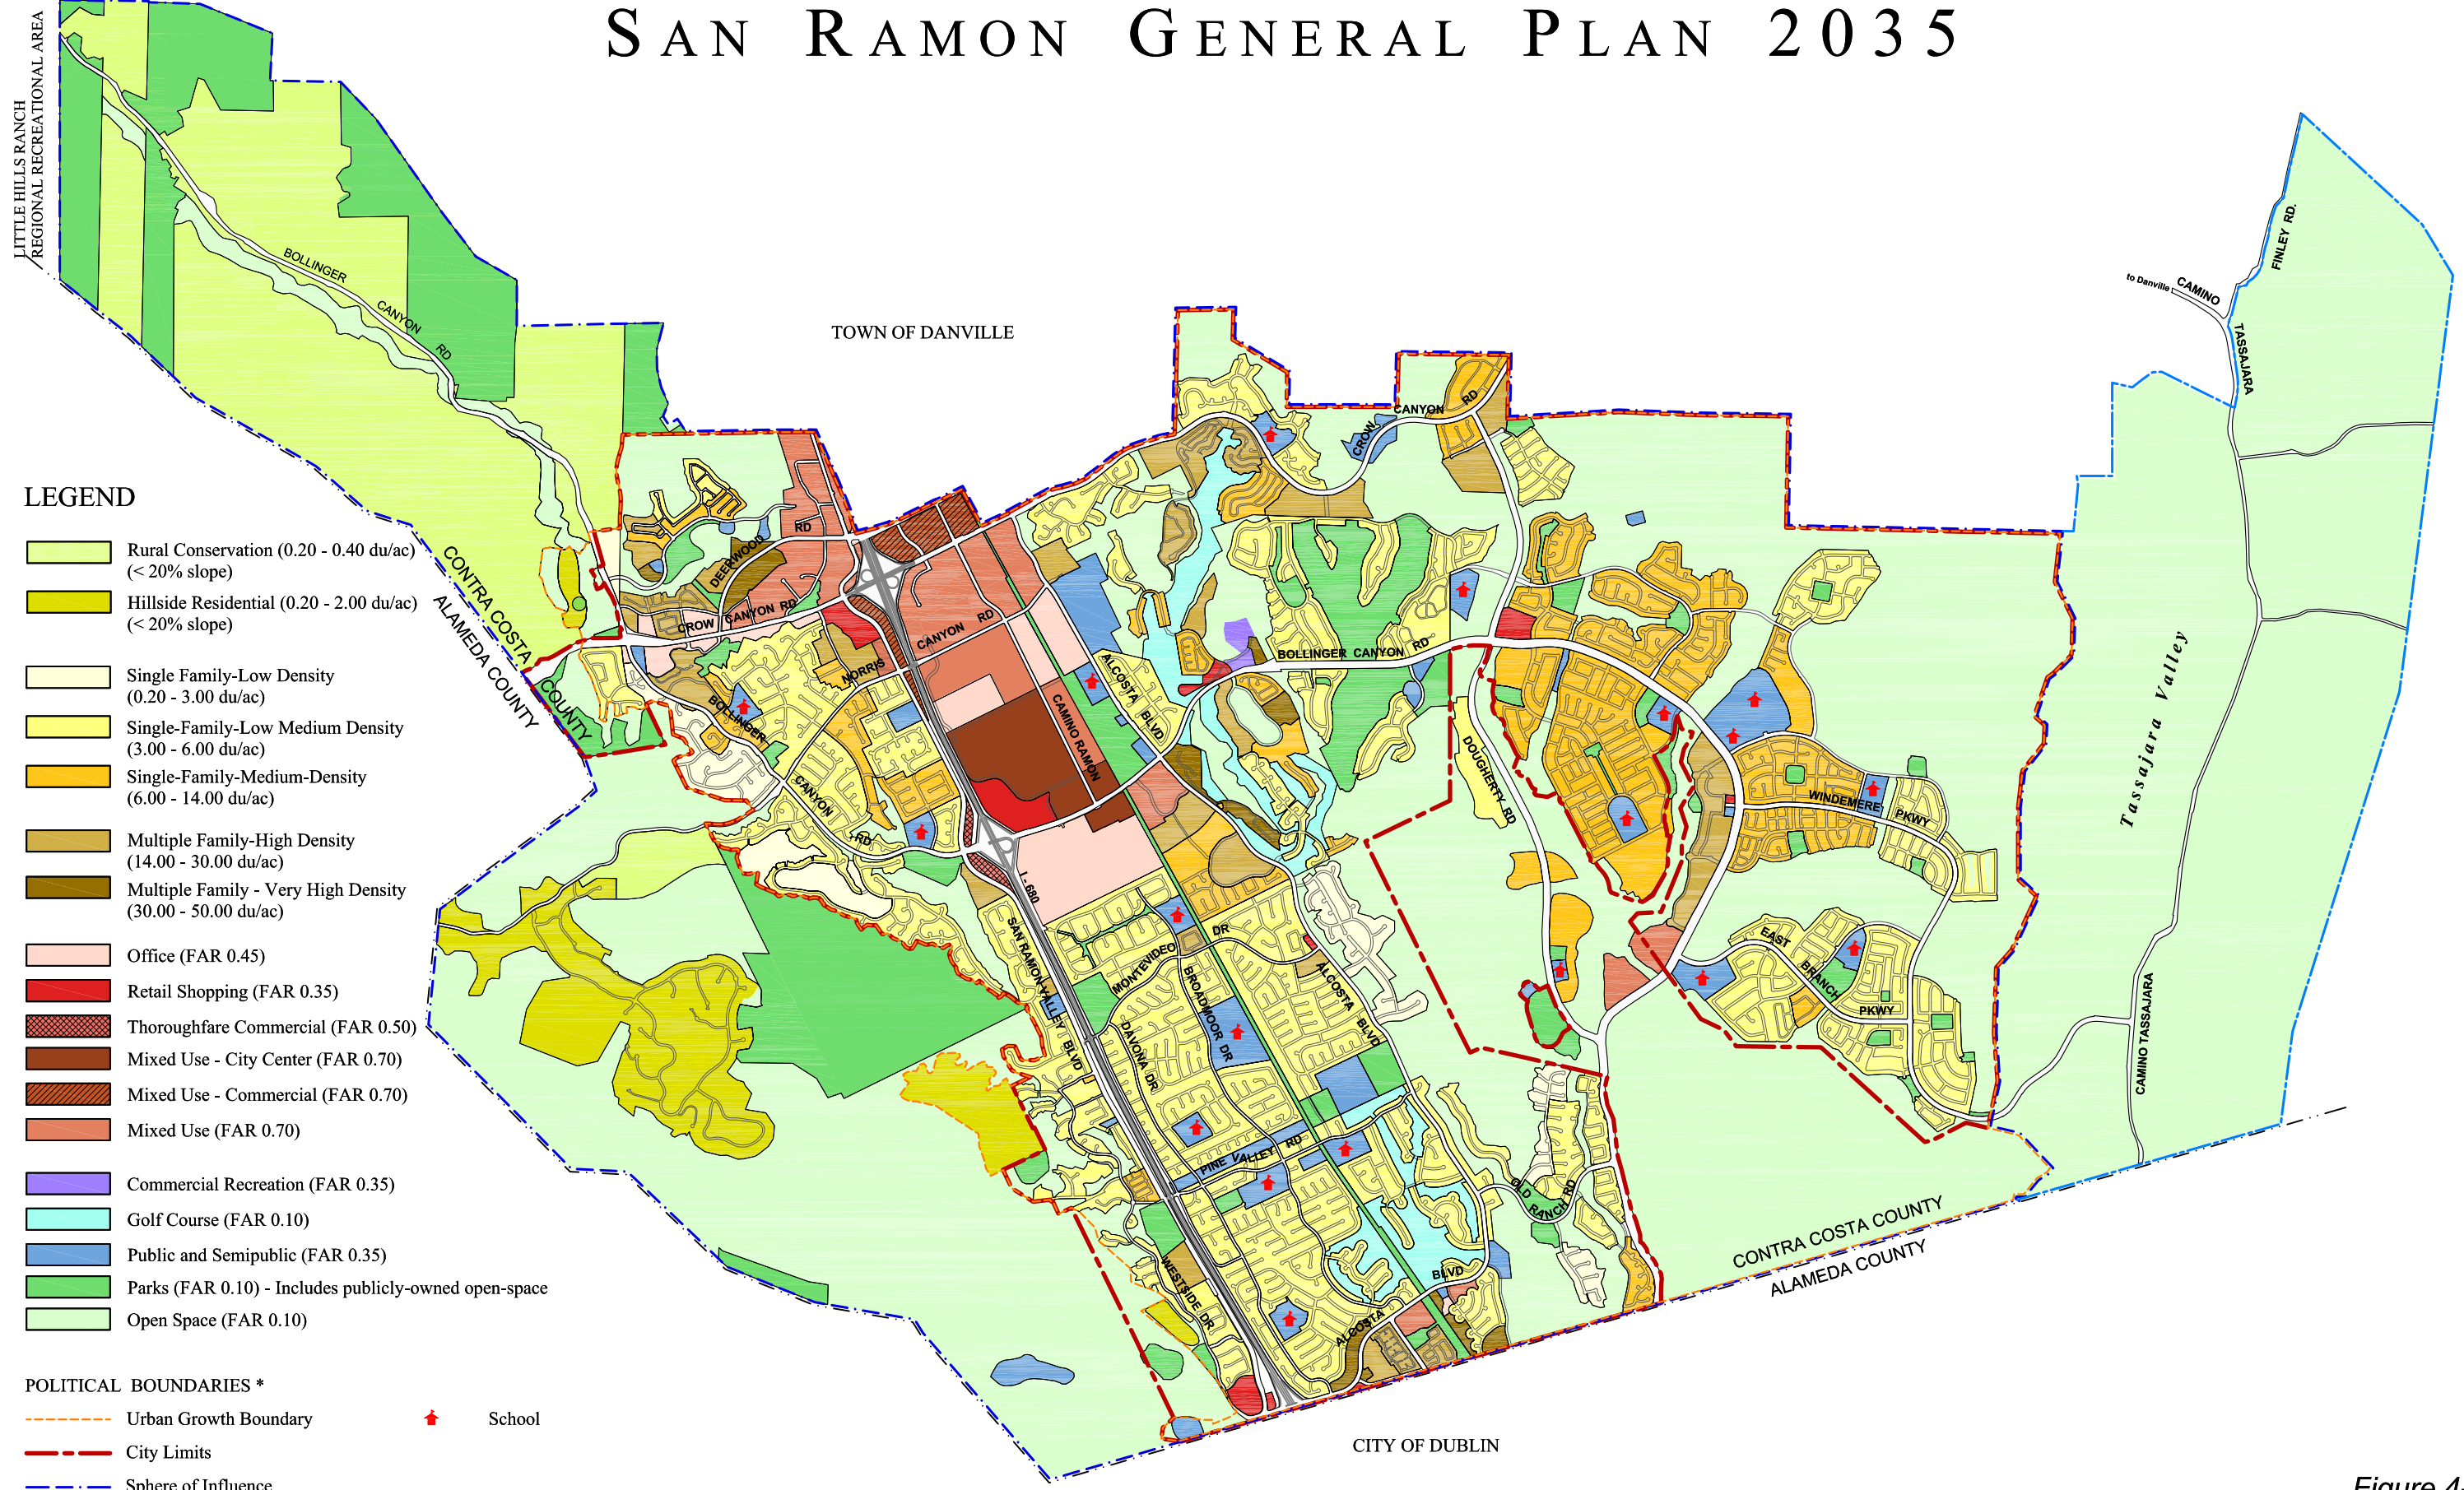 SAN RAMON GENERAL PLAN 2035
LITTLE HILLS RANCH
REGIONAL RECREATIONAL AREA
BOLLINGER
CANYON
RD
TOWN OF DANVILLE
to Danville
CAMINO
TASSAJARA
FINLEY RD.
CANYON
RD
CROW
CONTRA COSTA
COUNTY
ALAMEDA COUNTY
RD
DEERWOOD
CROW
CANYON RD
CANYON
RD
NORRIS
BOLLINGER
CANYON
RD
ALCOSTA
BLVD
CAMINO RAMON
BOLLINGER CANYON
RD
DOUGHERTY RD
WINDEMERE
PKWY
Tassajara Valley
I - 680
SAN RAMON VALLEY
BLVD
MONTEVIDEO
DR
BROADMOOR DR
DAVONA DR
ALCOSTA
BLVD
EAST
BRANCH
PKWY
CAMINO TASSAJARA
PINE VALLEY
RD
OLD
RANCH RD
WESTSIDE DR
ALCOSTA
BLVD
CONTRA COSTA COUNTY
ALAMEDA COUNTY
CITY OF DUBLIN
LEGEND
Rural Conservation (0.20 - 0.40 du/ac)
(< 20% slope)
Hillside Residential (0.20 - 2.00 du/ac)
(< 20% slope)
Single Family-Low Density
(0.20 - 3.00 du/ac)
Single-Family-Low Medium Density
(3.00 - 6.00 du/ac)
Single-Family-Medium-Density
(6.00 - 14.00 du/ac)
Multiple Family-High Density
(14.00 - 30.00 du/ac)
Multiple Family - Very High Density
(30.00 - 50.00 du/ac)
Office (FAR 0.45)
Retail Shopping (FAR 0.35)
Thoroughfare Commercial (FAR 0.50)
Mixed Use - City Center (FAR 0.70)
Mixed Use - Commercial (FAR 0.70)
Mixed Use (FAR 0.70)
Commercial Recreation (FAR 0.35)
Golf Course (FAR 0.10)
Public and Semipublic (FAR 0.35)
Parks (FAR 0.10) - Includes publicly-owned open-space
Open Space (FAR 0.10)
POLITICAL BOUNDARIES *
Urban Growth Boundary
School
City Limits
Sphere of Influence
Figure 4